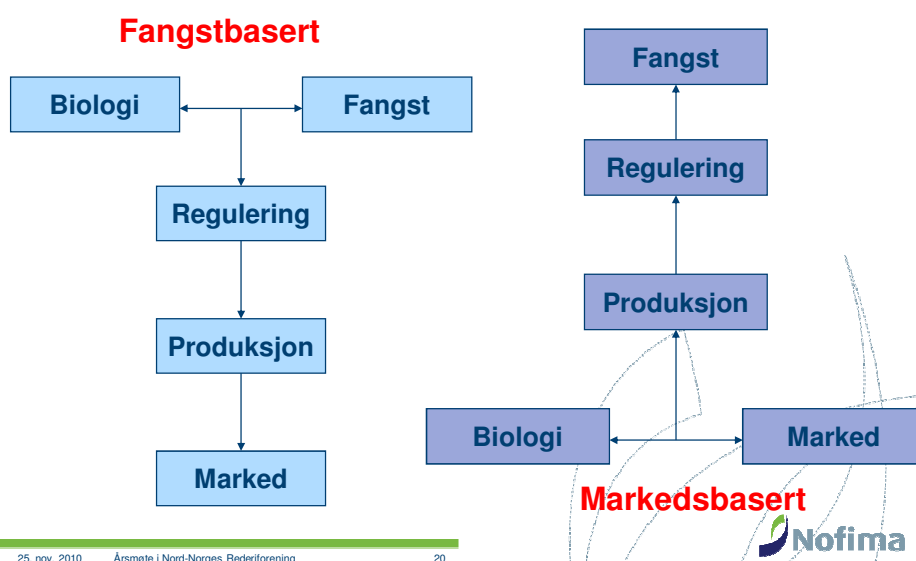 Fangstbasert
Biologi
Fangst
Regulering
Produksjon
Marked
Fangst
Regulering
Produksjon
Biologi
Marked
Markedsbasert
25. nov. 2010 Årsmøte i Nord-Norges Rederiforening 20
Nofima